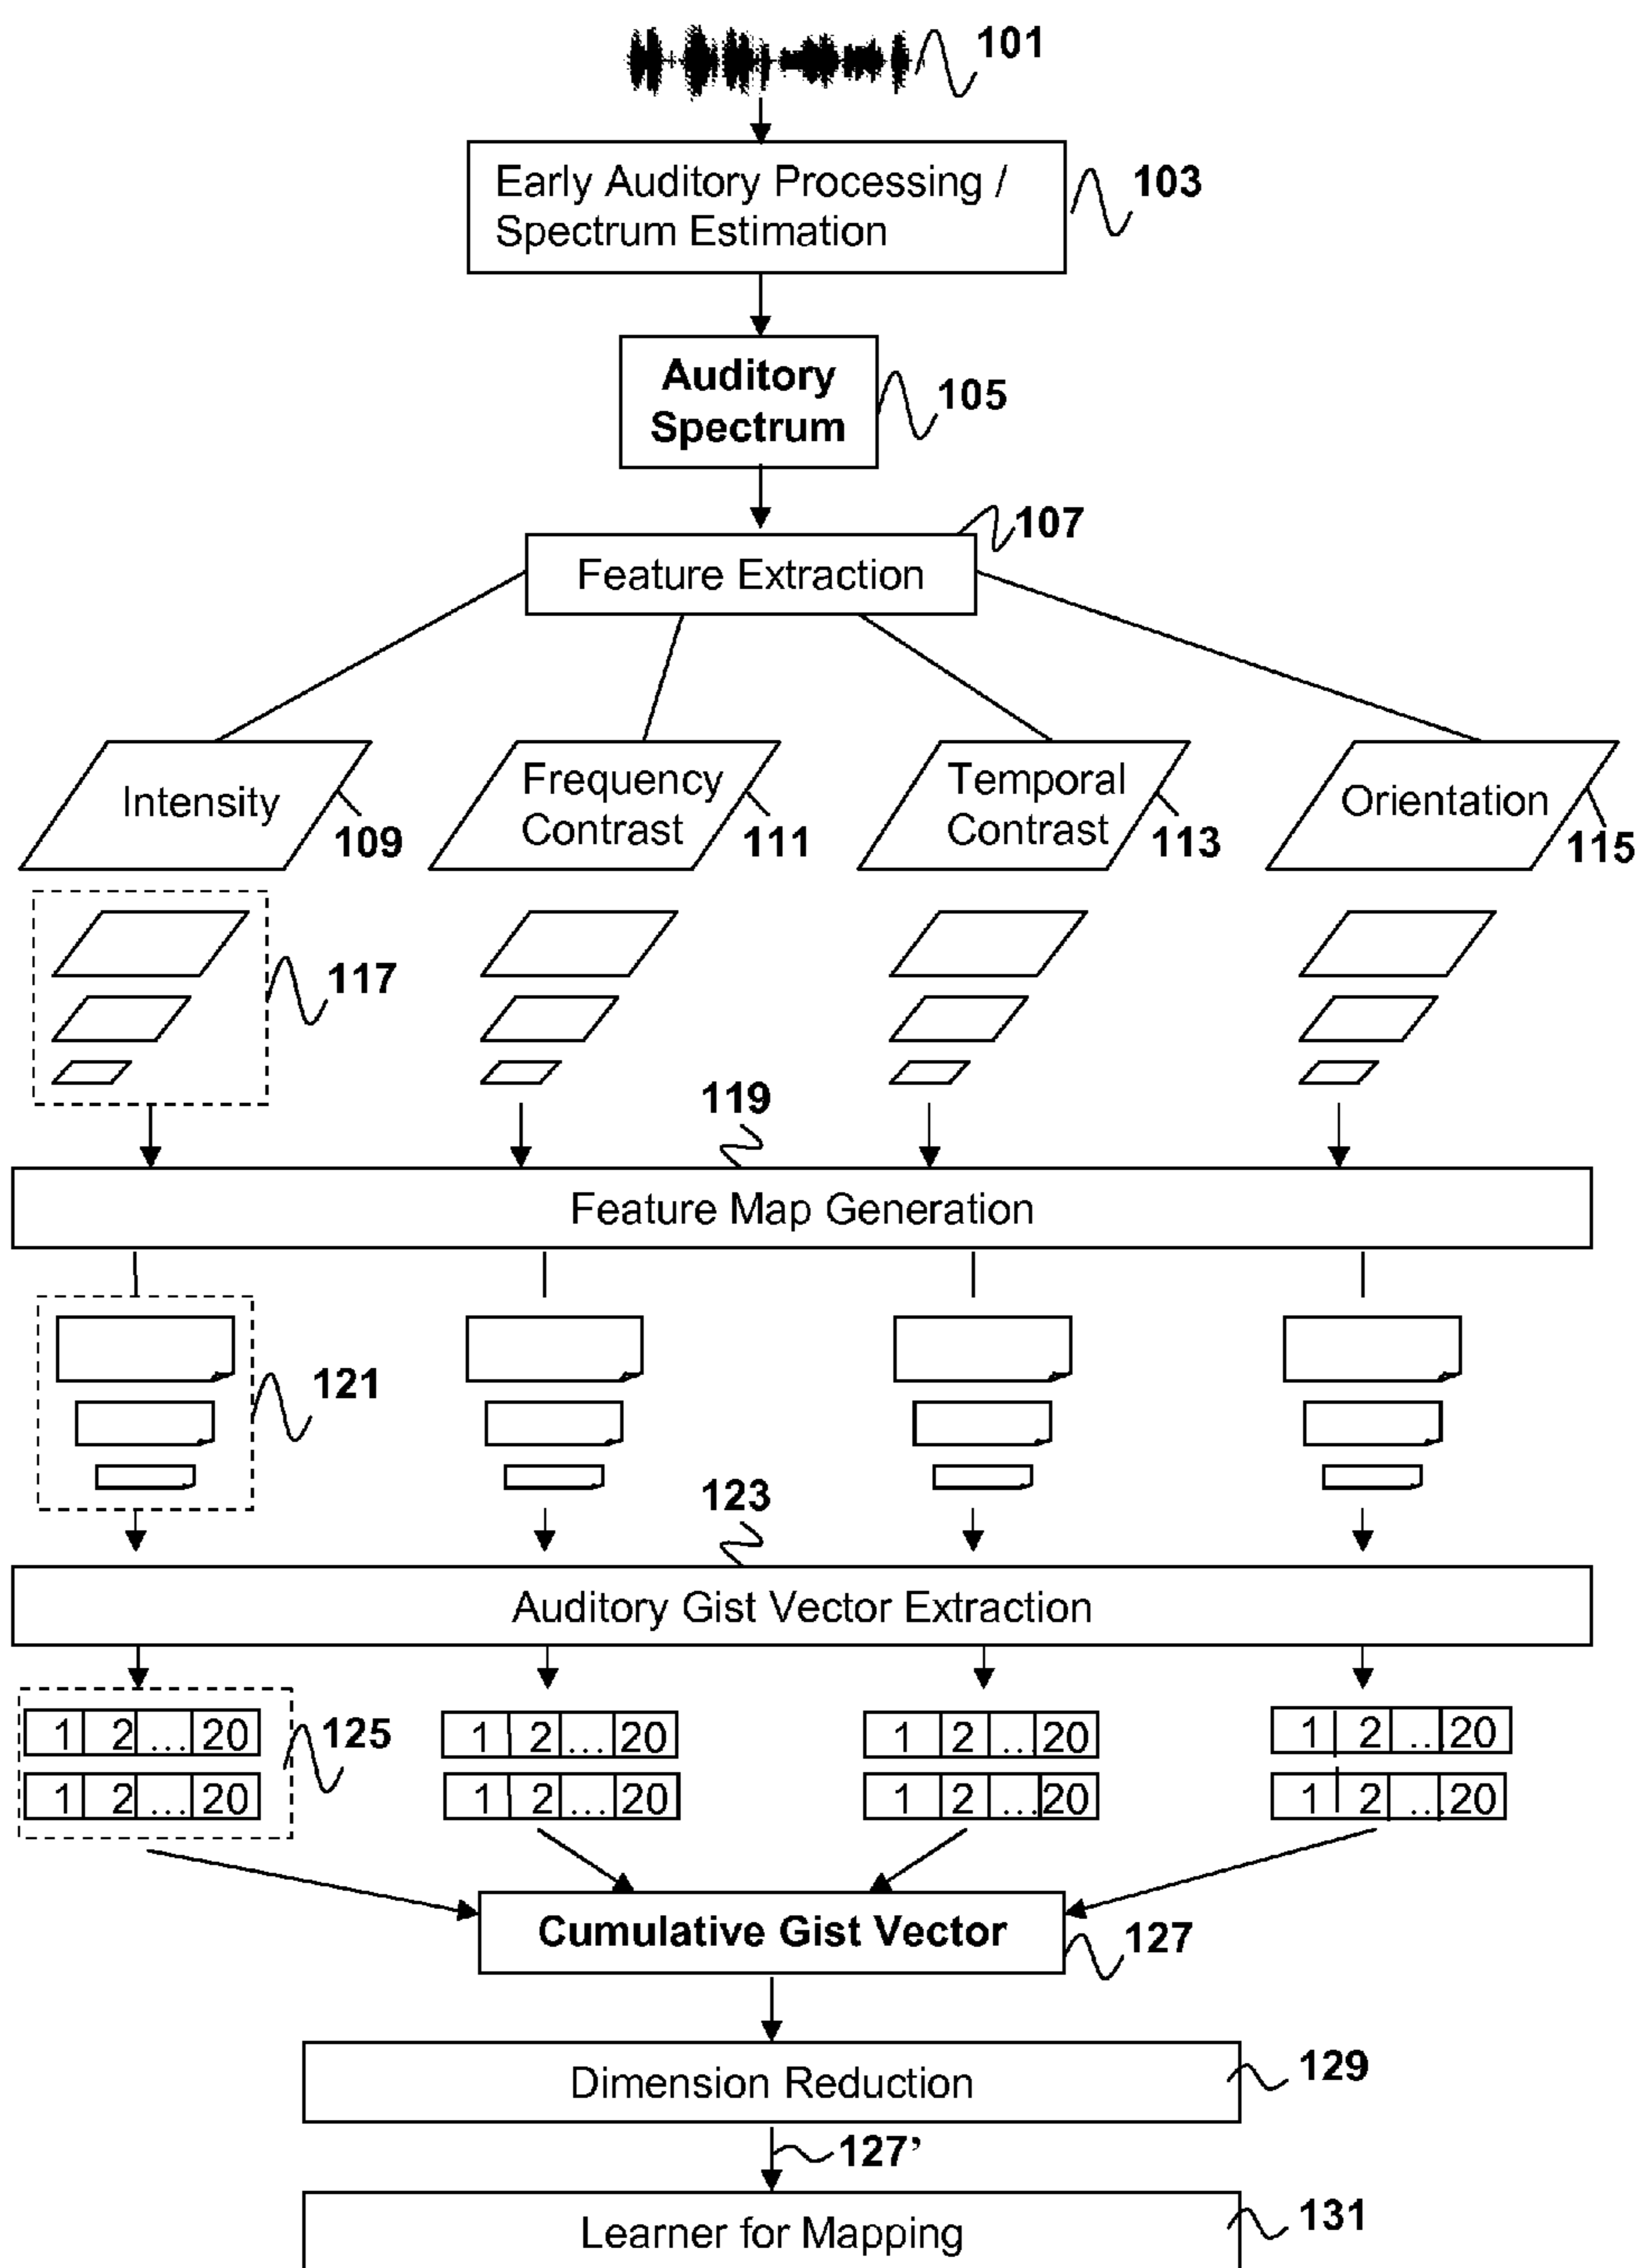 101
Early Auditory Processing /
Spectrum Estimation
103
Auditory
Spectrum
105
107
Feature Extraction
Intensity
109
Frequency
Contrast
111
Temporal
Contrast
113
Orientation
115
117
119
Feature Map Generation
121
123
Auditory Gist Vector Extraction
1 2 ... 20
1 2 ... 20
125
1 2 ... 20
1 2 ... 20
1 2 ... 20
1 2 ... 20
1 2 ... 20
1 2 ... 20
Cumulative Gist Vector
127
Dimension Reduction
129
127’
Learner for Mapping
131